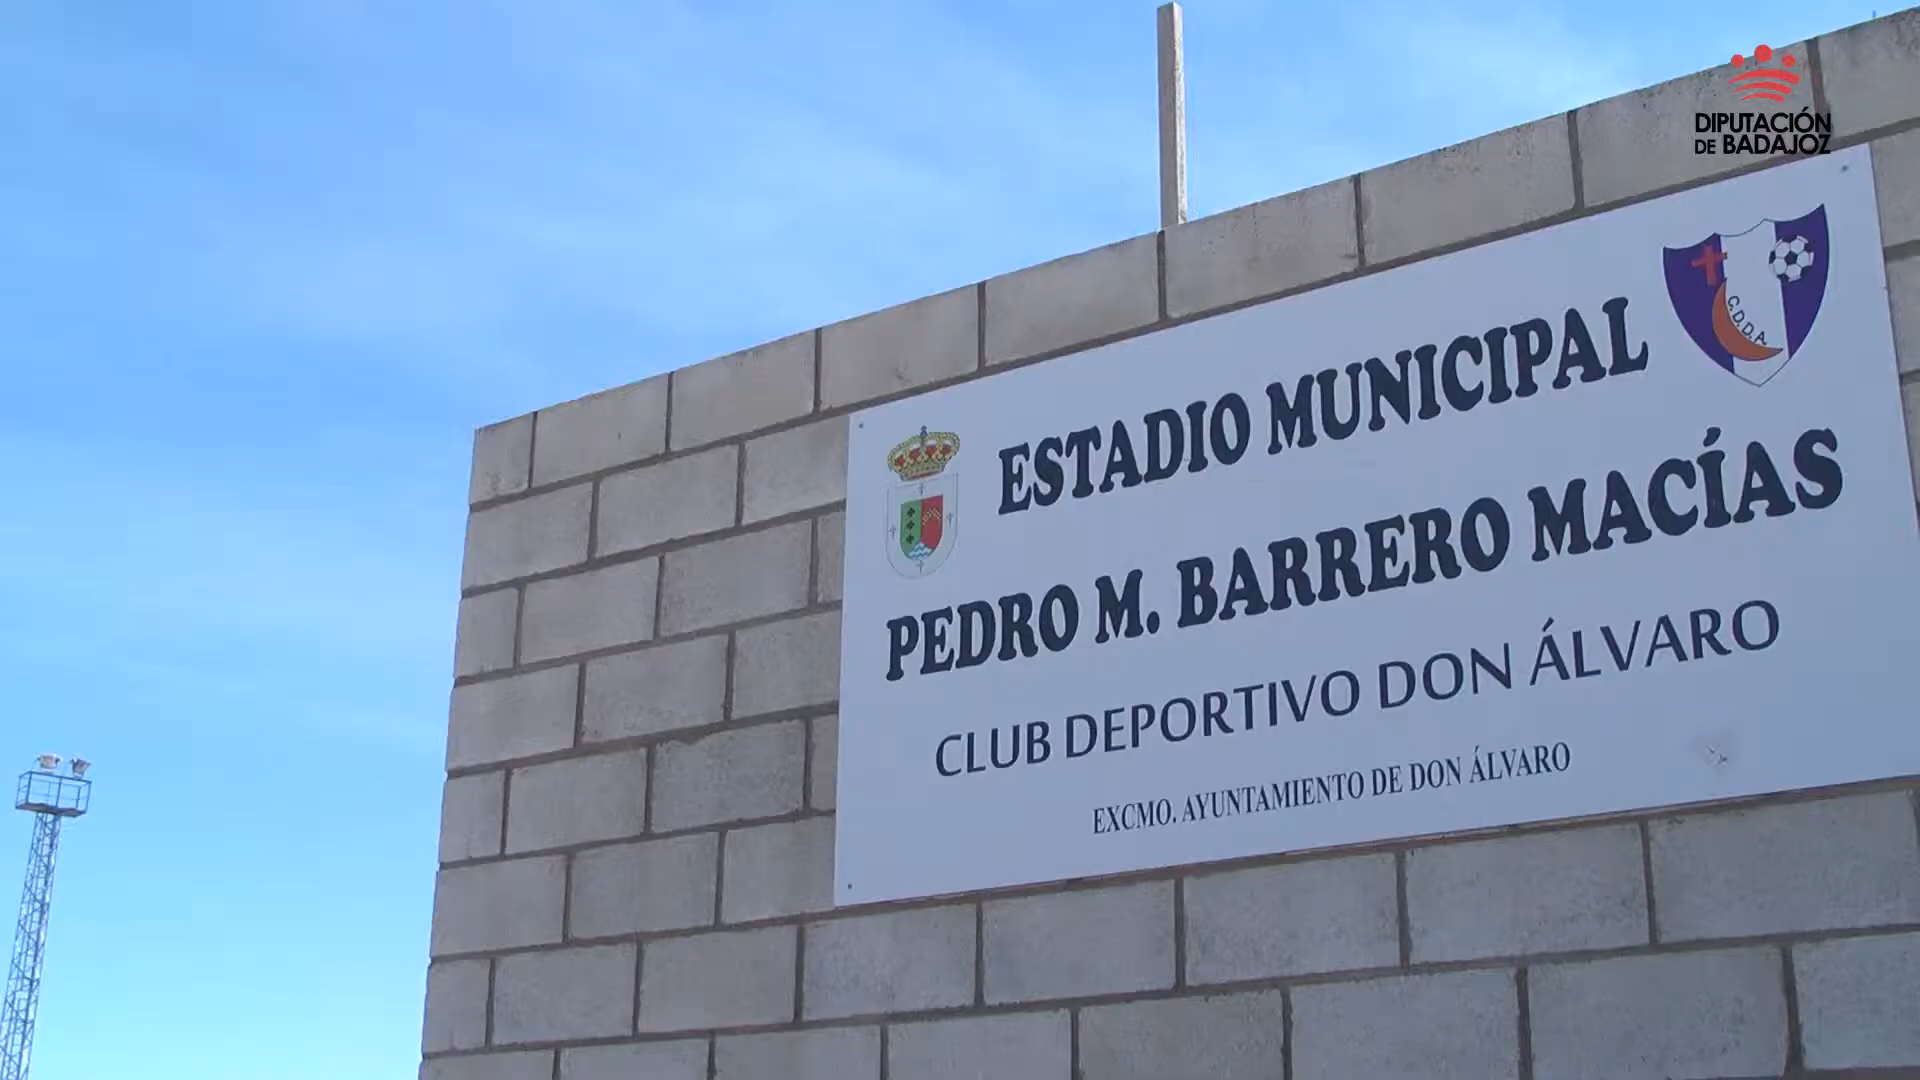 DIPUTACIÓN
DE BADAJOZ
C.D.D.A
ESTADIO MUNICIPAL
PEDRO M. BARRERO MACÍAS
CLUB DEPORTIVO DON ÁLVARO
EXCMO. AYUNTAMIENTO DE DON ÁLVARO